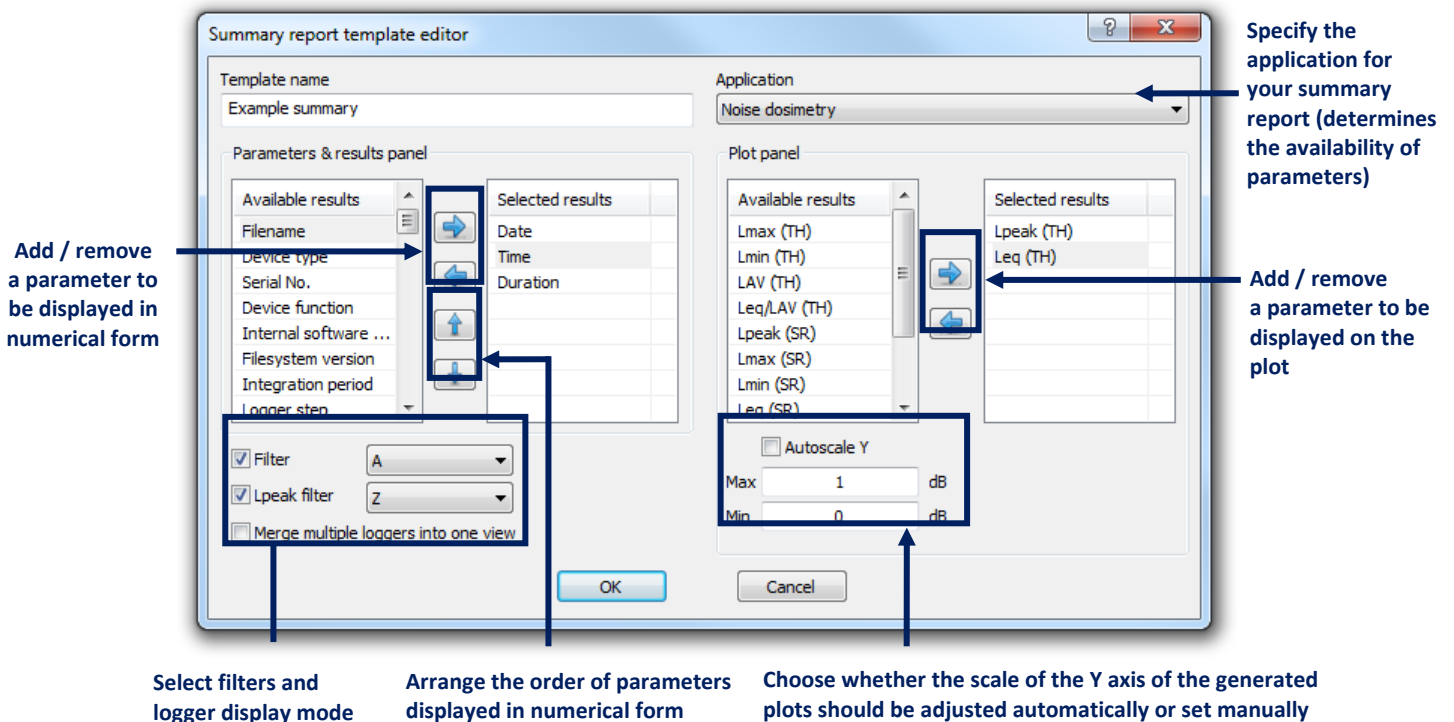 Summary report template editor
?
X
Specify the
application for
your summary
report (determines
the availability of
parameters)
Template name
Application
Example summary
Noise dosimetry
Parameters & results panel
Plot panel
Available results
Selected results
Available results
Selected results
Filename
Date
Lmax (TH)
Lpeak (TH)
Device type
Time
Lmin (TH)
Leq (TH)
Serial No.
Duration
LAV (TH)
Device function
Leq/LAV (TH)
Internal software ...
Lpeak (SR)
Filesystem version
Lmax (SR)
Integration period
Lmin (SR)
Logger step
Leq (SR)
Add / remove
a parameter to
be displayed in
numerical form
Add / remove
a parameter to be
displayed on the
plot
Filter
A
Lpeak filter
Z
Merge multiple loggers into one view
Autoscale Y
Max
1
dB
Min
0
dB
OK
Cancel
Select filters and
logger display mode
Arrange the order of parameters
displayed in numerical form
Choose whether the scale of the Y axis of the generated
plots should be adjusted automatically or set manually